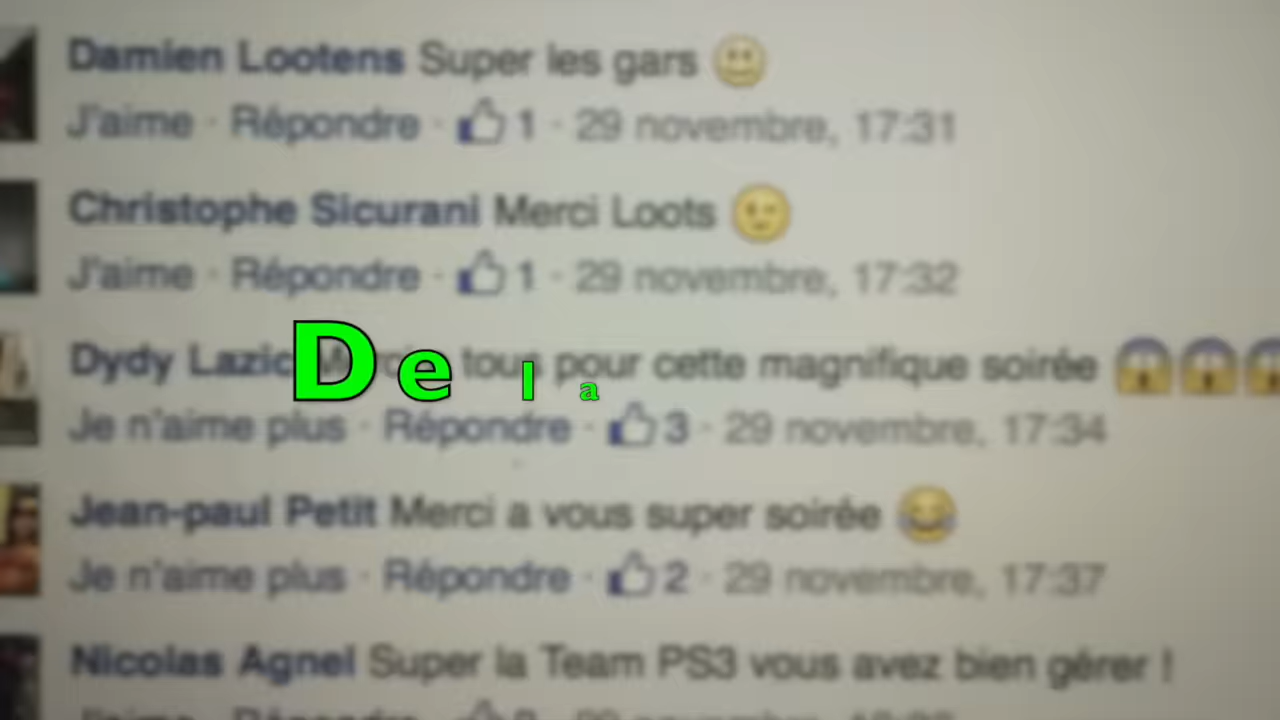 Damien Lootens Super les gars
J'aime · Répondre · 1 · 29 novembre, 17:31
Christophe Sicurani Merci Loots
J'aime · Répondre · 1 · 29 novembre, 17:32
Dydy Lazic tous pour cette magnifique soirée
De la
Je n'aime plus · Répondre · 3 · 29 novembre, 17:34
Jean-paul Petit Merci a vous super soirée
Je n'aime plus · Répondre · 2 · 29 novembre, 17:37
Nicolas Agnel Super la Team PS3 vous avez bien gérer !